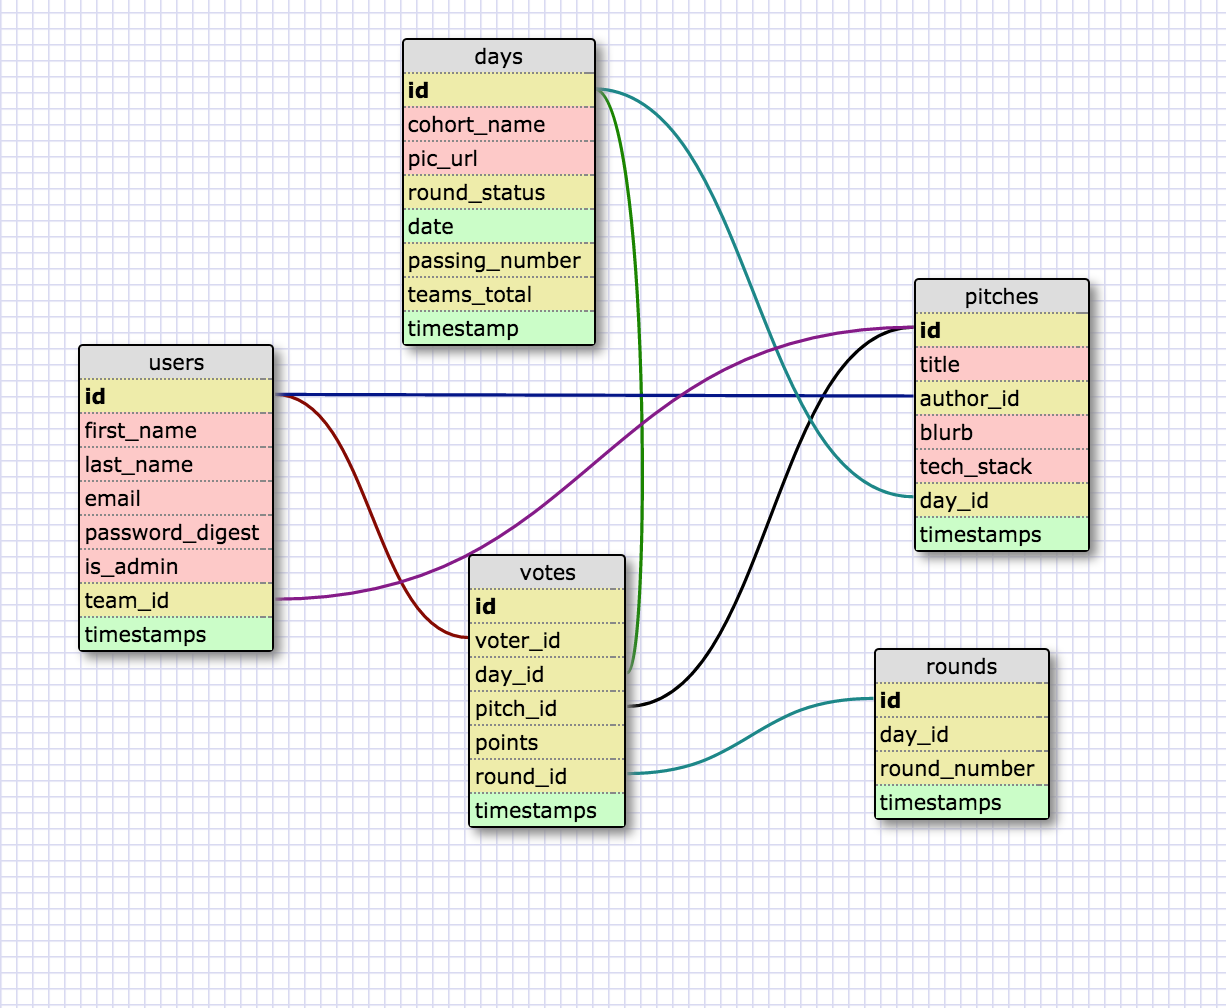 days
id
cohort_name
pic_url
round_status
date
passing_number
teams_total
timestamp
users
id
first_name
last_name
email
password_digest
is_admin
team_id
timestamps
votes
id
voter_id
day_id
pitch_id
points
round_id
timestamps
pitches
id
title
author_id
blurb
tech_stack
day_id
timestamps
rounds
id
day_id
round_number
timestamps